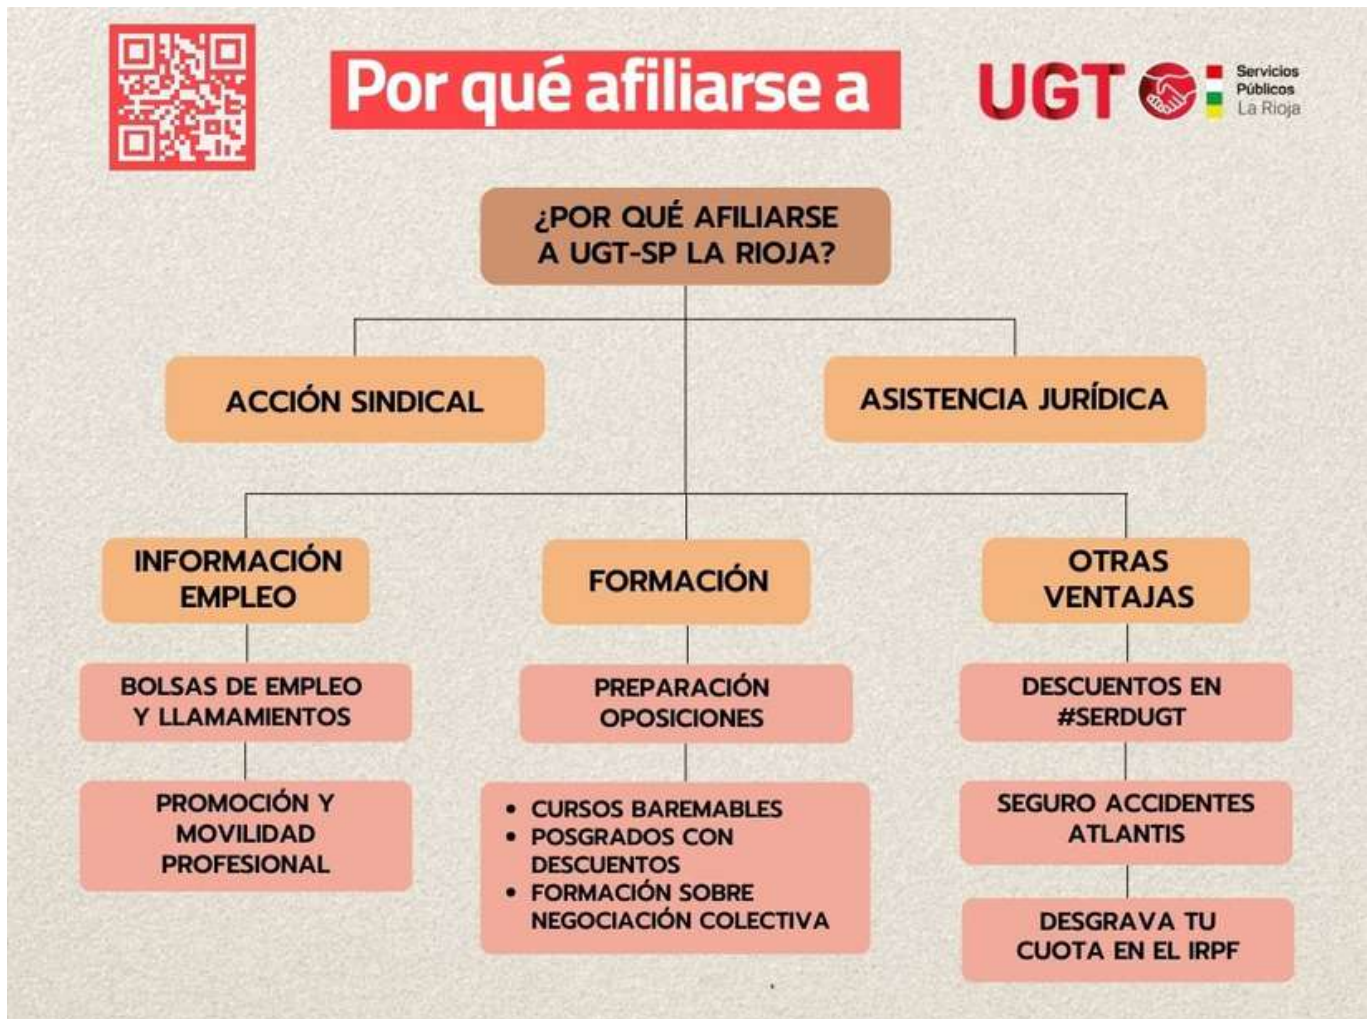 Por qué afiliarse a
UGT
Servicios
Públicos
La Rioja
¿POR QUÉ AFILIARSE
A UGT-SP LA RIOJA?
ACCIÓN SINDICAL
ASISTENCIA JURÍDICA
INFORMACIÓN
EMPLEO
BOLSAS DE EMPLEO
Y LLAMAMIENTOS
PROMOCIÓN Y
MOVILIDAD
PROFESIONAL
FORMACIÓN
PREPARACIÓN
OPOSICIONES
• CURSOS BAREMABLES
• POSGRADOS CON
DESCUENTOS
• FORMACIÓN SOBRE
NEGOCIACIÓN COLECTIVA
OTRAS
VENTAJAS
DESCUENTOS EN
#SERDUGT
SEGURO ACCIDENTES
ATLANTIS
DESGRAVA TU
CUOTA EN EL IRPF